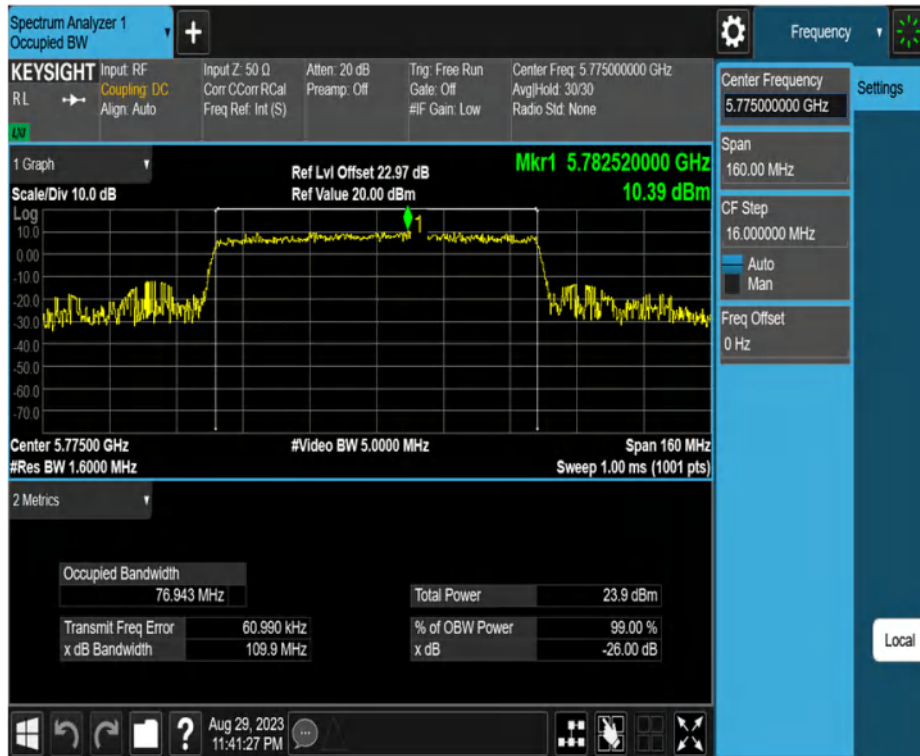 Spectrum Analyzer 1
Occupied BW
+
Frequency
KEYSIGHT
RL
LXI
Input: RF
Coupling: DC
Align: Auto
Input Z: 50 Ω
Corr CCorr RCal
Freq Ref: Int (S)
Atten: 20 dB
Preamp: Off
Trig: Free Run
Gate: Off
#IF Gain: Low
Center Freq: 5.775000000 GHz
Avg|Hold: 30/30
Radio Std: None
Center Frequency
5.775000000 GHz
Settings
Span
160.00 MHz
CF Step
16.000000 MHz
Auto
Man
Freq Offset
0 Hz
1 Graph
Scale/Div 10.0 dB
Ref Lvl Offset 22.97 dB
Ref Value 20.00 dBm
Mkr1 5.782520000 GHz
10.39 dBm
Log
1
10.0
0.00
-10.0
-20.0
-30.0
-40.0
-50.0
-60.0
-70.0
Center 5.77500 GHz
#Video BW 5.0000 MHz
Span 160 MHz
#Res BW 1.6000 MHz
Sweep 1.00 ms (1001 pts)
2 Metrics
Occupied Bandwidth
76.943 MHz
Total Power 23.9 dBm
Transmit Freq Error 60.990 kHz
% of OBW Power 99.00 %
x dB Bandwidth 109.9 MHz
x dB -26.00 dB
Local
?
Aug 29, 2023
11:41:27 PM